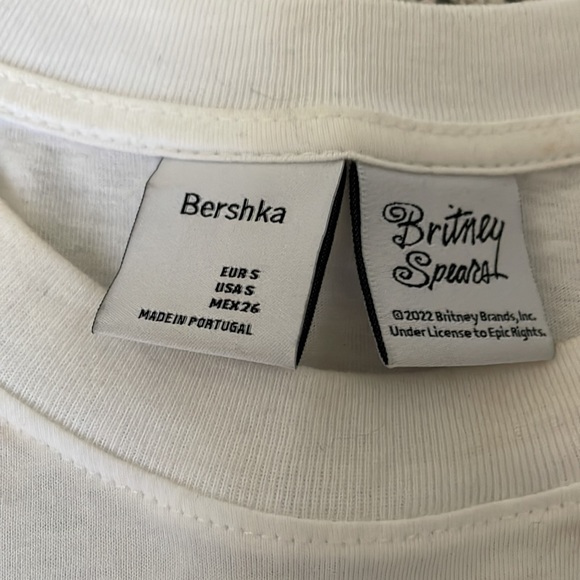 Bershka
EUR S
USA S
MEX 26
MADE IN PORTUGAL
Britney
Spears
©2022 Britney Brands, Inc.
Under License to Epic Rights.